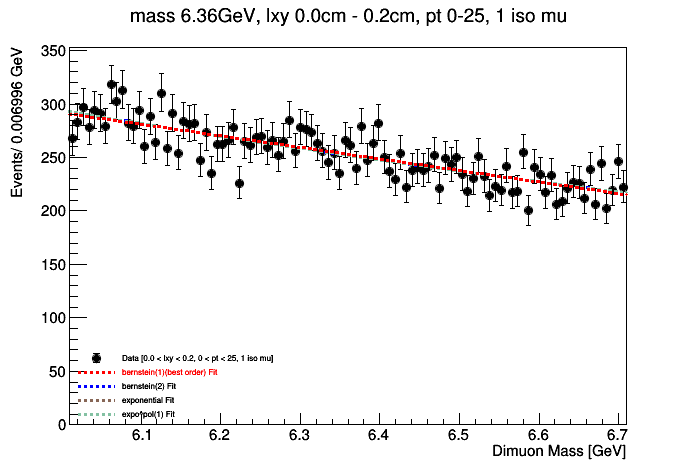 mass 6.36GeV, lxy 0.0cm - 0.2cm, pt 0-25, 1 iso mu
Events/ 0.006996 GeV
350
300
250
200
150
100
50
0
Data [0.0 < lxy < 0.2, 0 < pt < 25, 1 iso mu]
bernstein(1)(best order) Fit
bernstein(2) Fit
exponential Fit
expo*pol(1) Fit
6.1 6.2 6.3 6.4 6.5 6.6 6.7
Dimuon Mass [GeV]